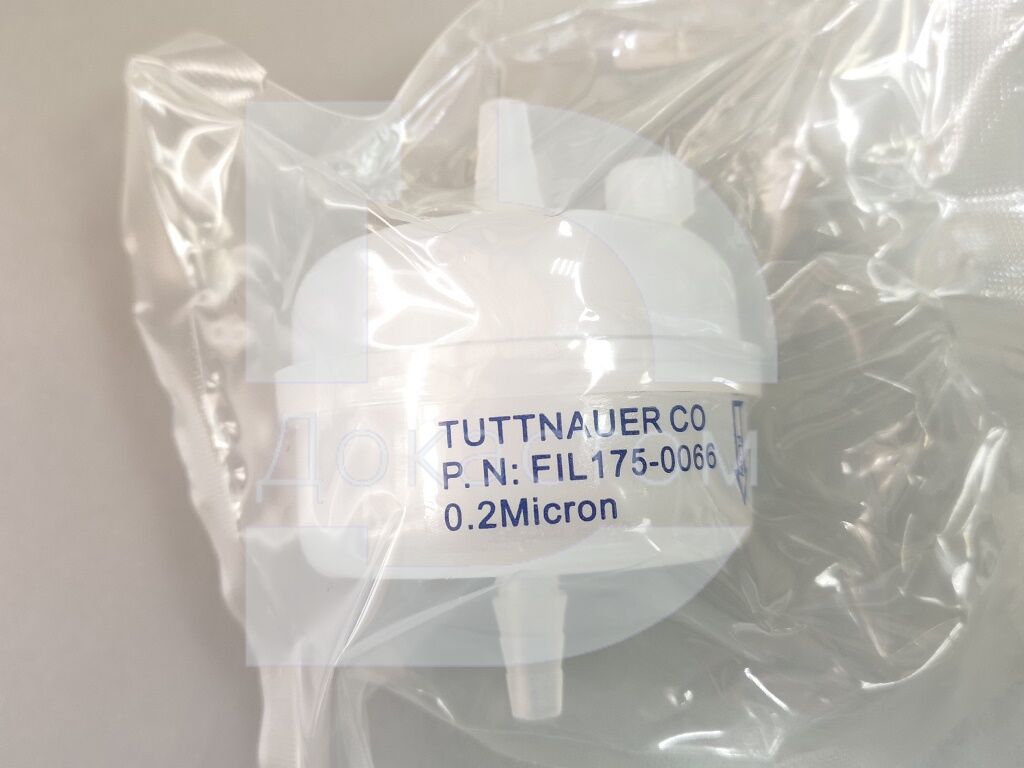 TUTTNAUER CO
P. N: FIL175-0066
0.2Micron